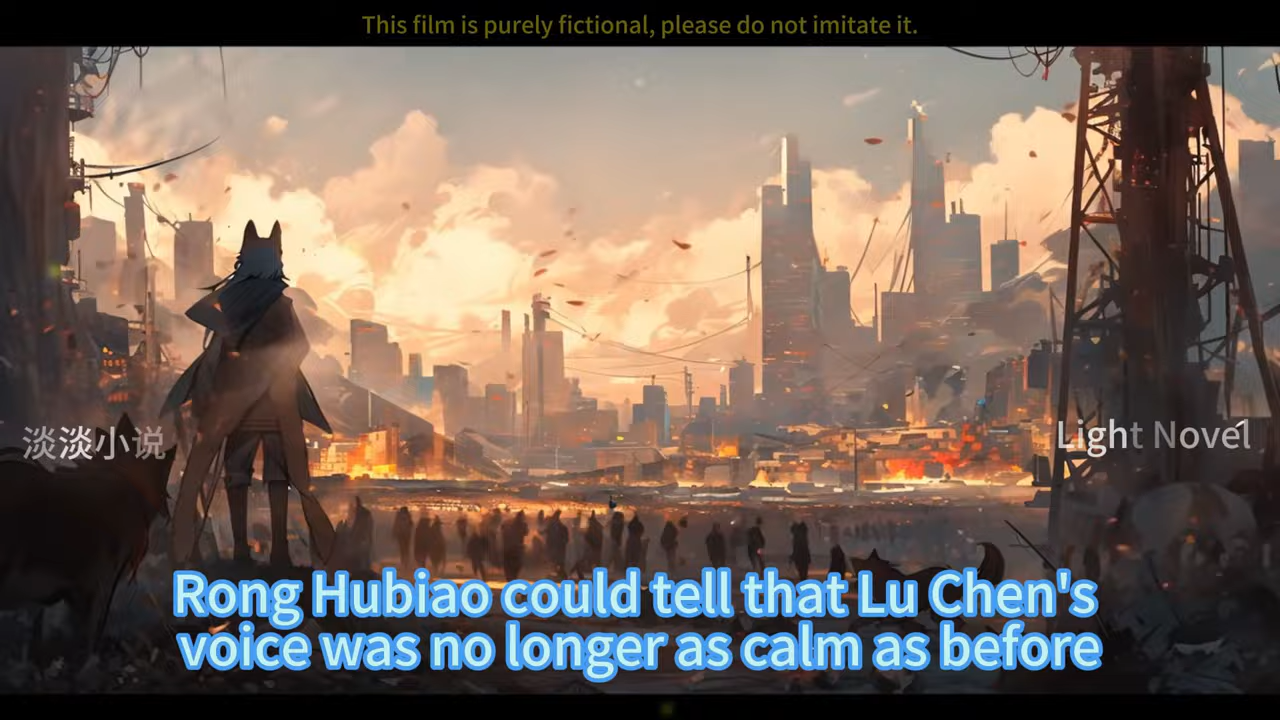 This film is purely fictional, please do not imitate it.
淡淡小说
Light Novel
Rong Hubiao could tell that Lu Chen's
voice was no longer as calm as before